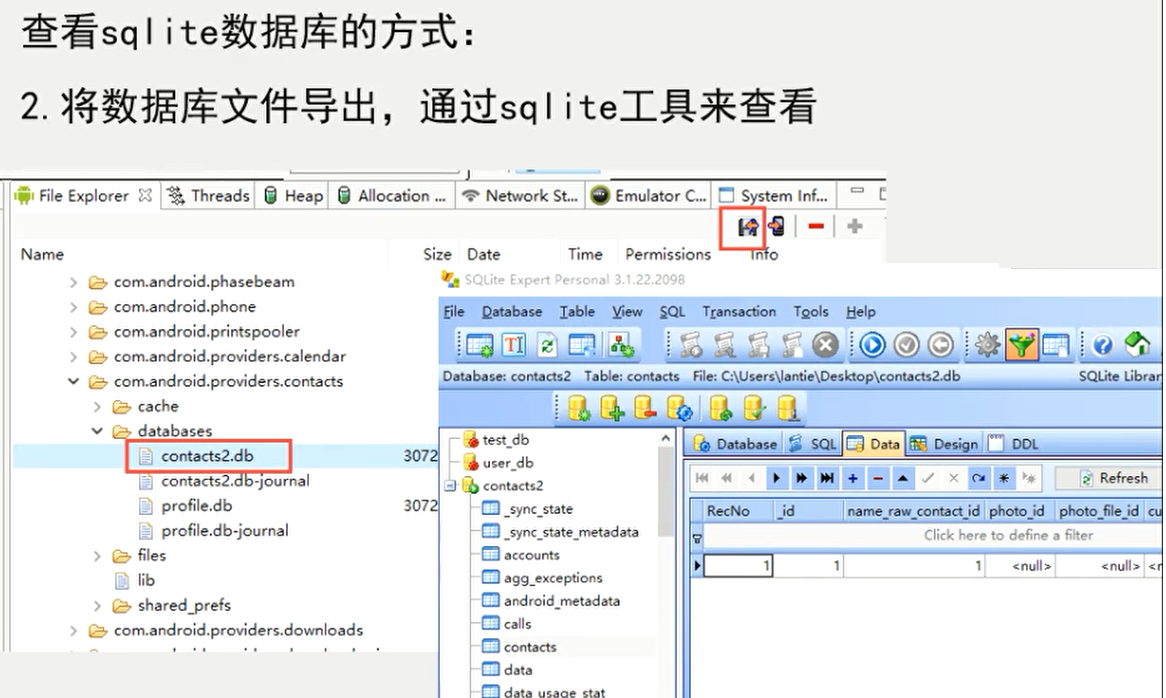 查看sqlite数据库的方式：
2.将数据库文件导出，通过sqlite工具来查看
File Explorer Threads Heap Allocation ... Network St... Emulator C... System Inf...
Name Size Date Time Permissions Info
com.android.phasebeam
com.android.phone
com.android.printspooler
com.android.providers.calendar
com.android.providers.contacts
cache
databases
contacts2.db 3072
contacts2.db-journal
profile.db 3072
profile.db-journal
files
lib
shared_prefs
com.android.providers.downloads
SQLite Expert Personal 3.1.22.2098
File Database Table View SQL Transaction Tools Help
Database: contacts2 Table: contacts File: C:\Users\lantie\Desktop\contacts2.db SQLite Librar
test_db
user_db
contacts2
_sync_state
_sync_state_metadata
accounts
agg_exceptions
android_metadata
calls
contacts
data
data_usage_stat
Database SQL Data Design DDL
Refresh
RecNo _id name_raw_contact_id photo_id photo_file_id cu
Click here to define a filter
1 1 1 <null> <null>